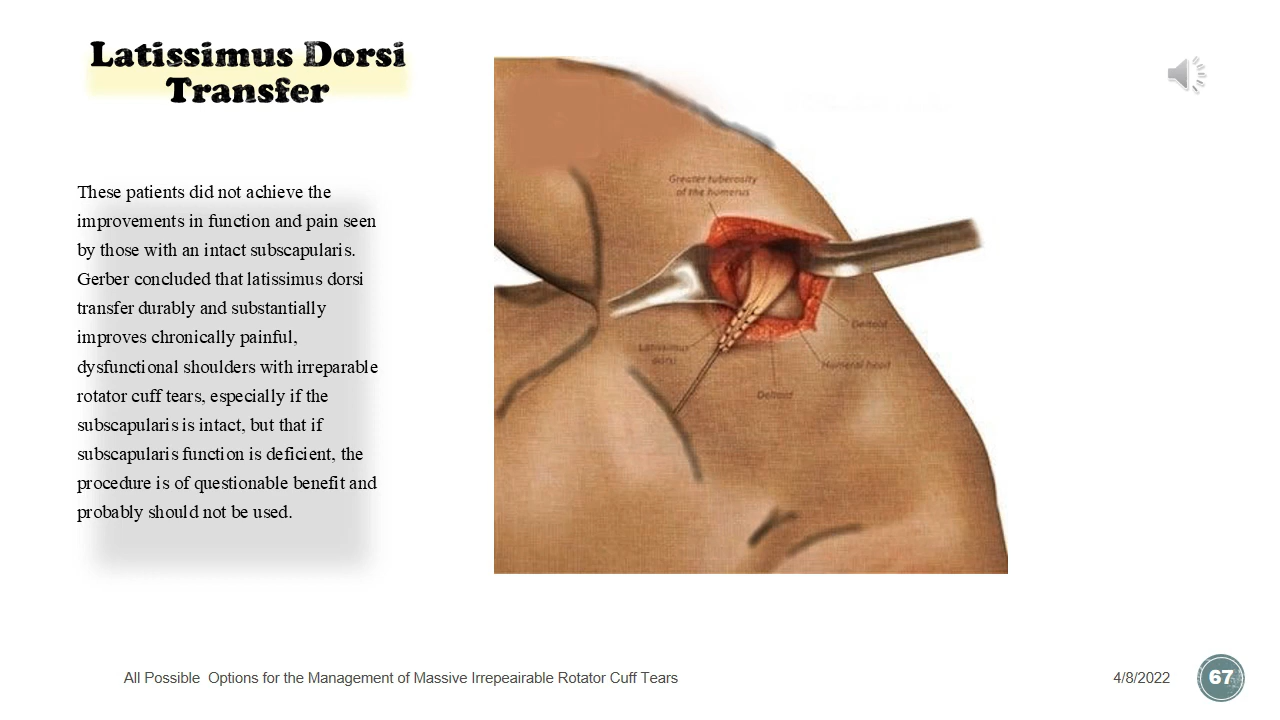 Latissimus Dorsi
Transfer
These patients did not achieve the
improvements in function and pain seen
by those with an intact subscapularis.
Gerber concluded that latissimus dorsi
transfer durably and substantially
improves chronically painful,
dysfunctional shoulders with irreparable
rotator cuff tears, especially if the
subscapularis is intact, but that if
subscapularis function is deficient, the
procedure is of questionable benefit and
probably should not be used.
Greater tuberosity
of the humerus
Deltoid
Latissimus
dorsi
Humeral head
Deltoid
All Possible  Options for the Management of Massive Irrepeairable Rotator Cuff Tears
4/8/2022
67